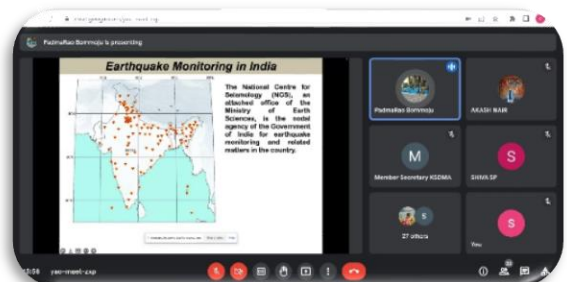 PadmaRao Bommoju is presenting
Earthquake Monitoring in India
The National Centre for
Seismology (NCS), an
attached office of the
Ministry of Earth
Sciences, is the nodal
agency of the Government
of India for earthquake
monitoring and related
matters in the country.
PadmaRao Bommoju
AKASH NAIR
M
Member Secretary KSDMA
S
SHIVA SP
S
27 others
S
You